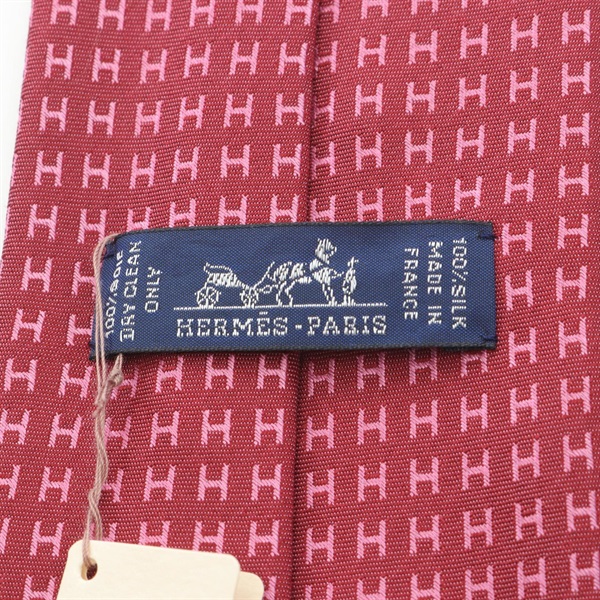 100%SOIE
DRY CLEAN
ONLY
HERMÈS-PARIS
100%SILK
MADE IN
FRANCE